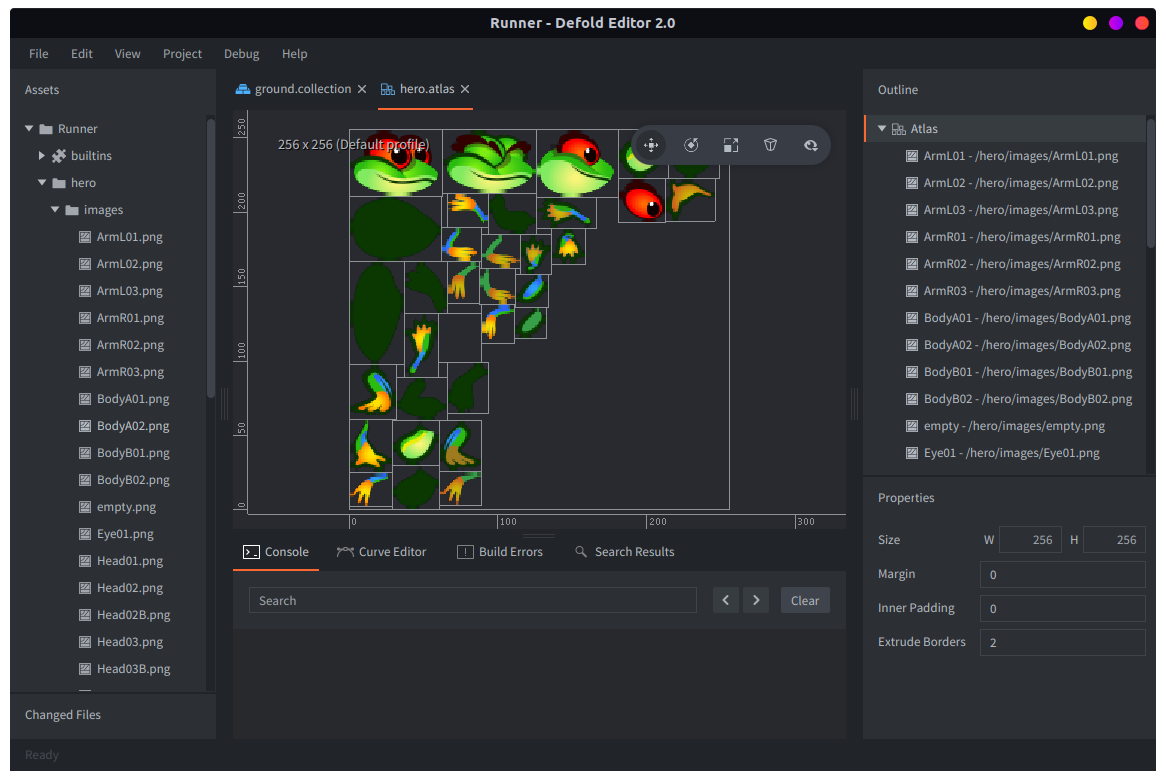 Runner - Defold Editor 2.0
File Edit View Project Debug Help
Assets
Runner
builtins
hero
images
ArmL01.png
ArmL02.png
ArmL03.png
ArmR01.png
ArmR02.png
ArmR03.png
BodyA01.png
BodyA02.png
BodyB01.png
BodyB02.png
empty.png
Eye01.png
Head01.png
Head02.png
Head02B.png
Head03.png
Head03B.png
Changed Files
Ready
ground.collection hero.atlas
256 x 256 (Default profile)
250
200
150
100
50
0
0 100 200 300
Console Curve Editor Build Errors Search Results
Search Clear
Outline
Atlas
ArmL01 - /hero/images/ArmL01.png
ArmL02 - /hero/images/ArmL02.png
ArmL03 - /hero/images/ArmL03.png
ArmR01 - /hero/images/ArmR01.png
ArmR02 - /hero/images/ArmR02.png
ArmR03 - /hero/images/ArmR03.png
BodyA01 - /hero/images/BodyA01.png
BodyA02 - /hero/images/BodyA02.png
BodyB01 - /hero/images/BodyB01.png
BodyB02 - /hero/images/BodyB02.png
empty - /hero/images/empty.png
Eye01 - /hero/images/Eye01.png
Properties
Size W 256 H 256
Margin 0
Inner Padding 0
Extrude Borders 2